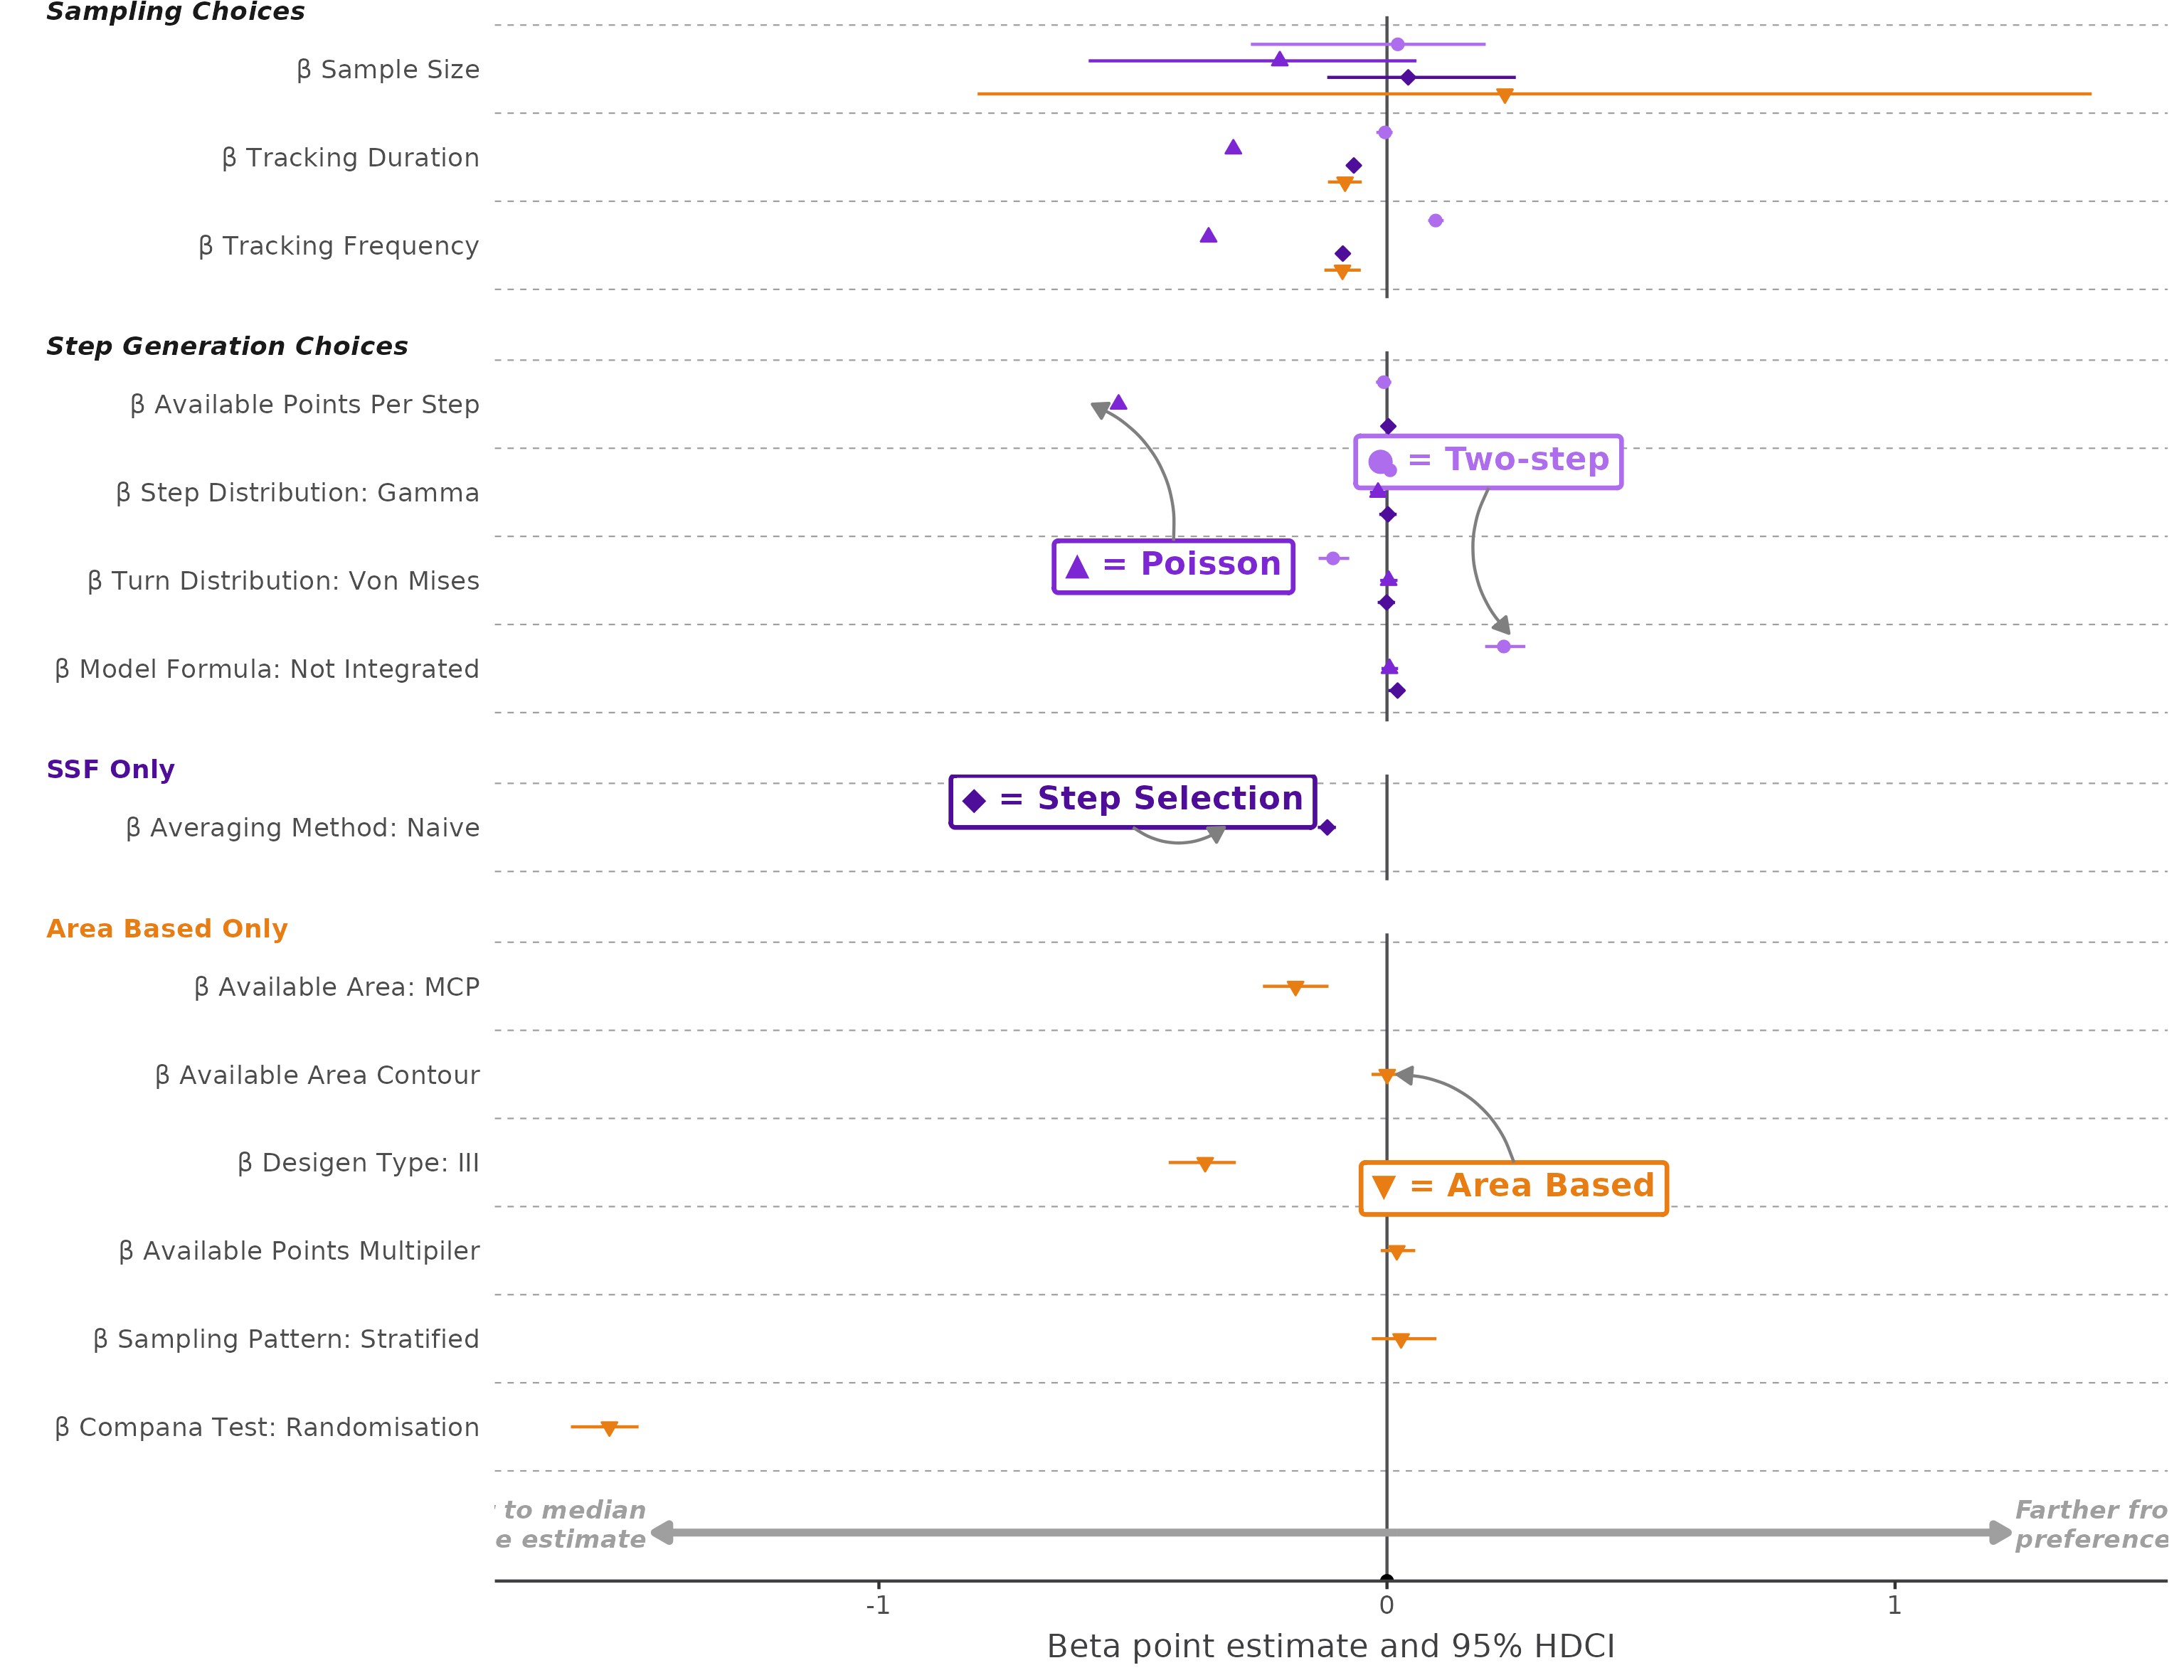 Sampling Choices
β Sample Size
β Tracking Duration
β Tracking Frequency
Step Generation Choices
β Available Points Per Step
= Two-step
β Step Distribution: Gamma
= Poisson
β Turn Distribution: Von Mises
β Model Formula: Not Integrated
SSF Only
= Step Selection
β Averaging Method: Naive
Area Based Only
β Available Area: MCP
β Available Area Contour
β Desigen Type: III
= Area Based
β Available Points Multipiler
β Sampling Pattern: Stratified
β Compana Test: Randomisation
to median
e estimate
Farther fro
preference
-1 0 1
Beta point estimate and 95% HDCI